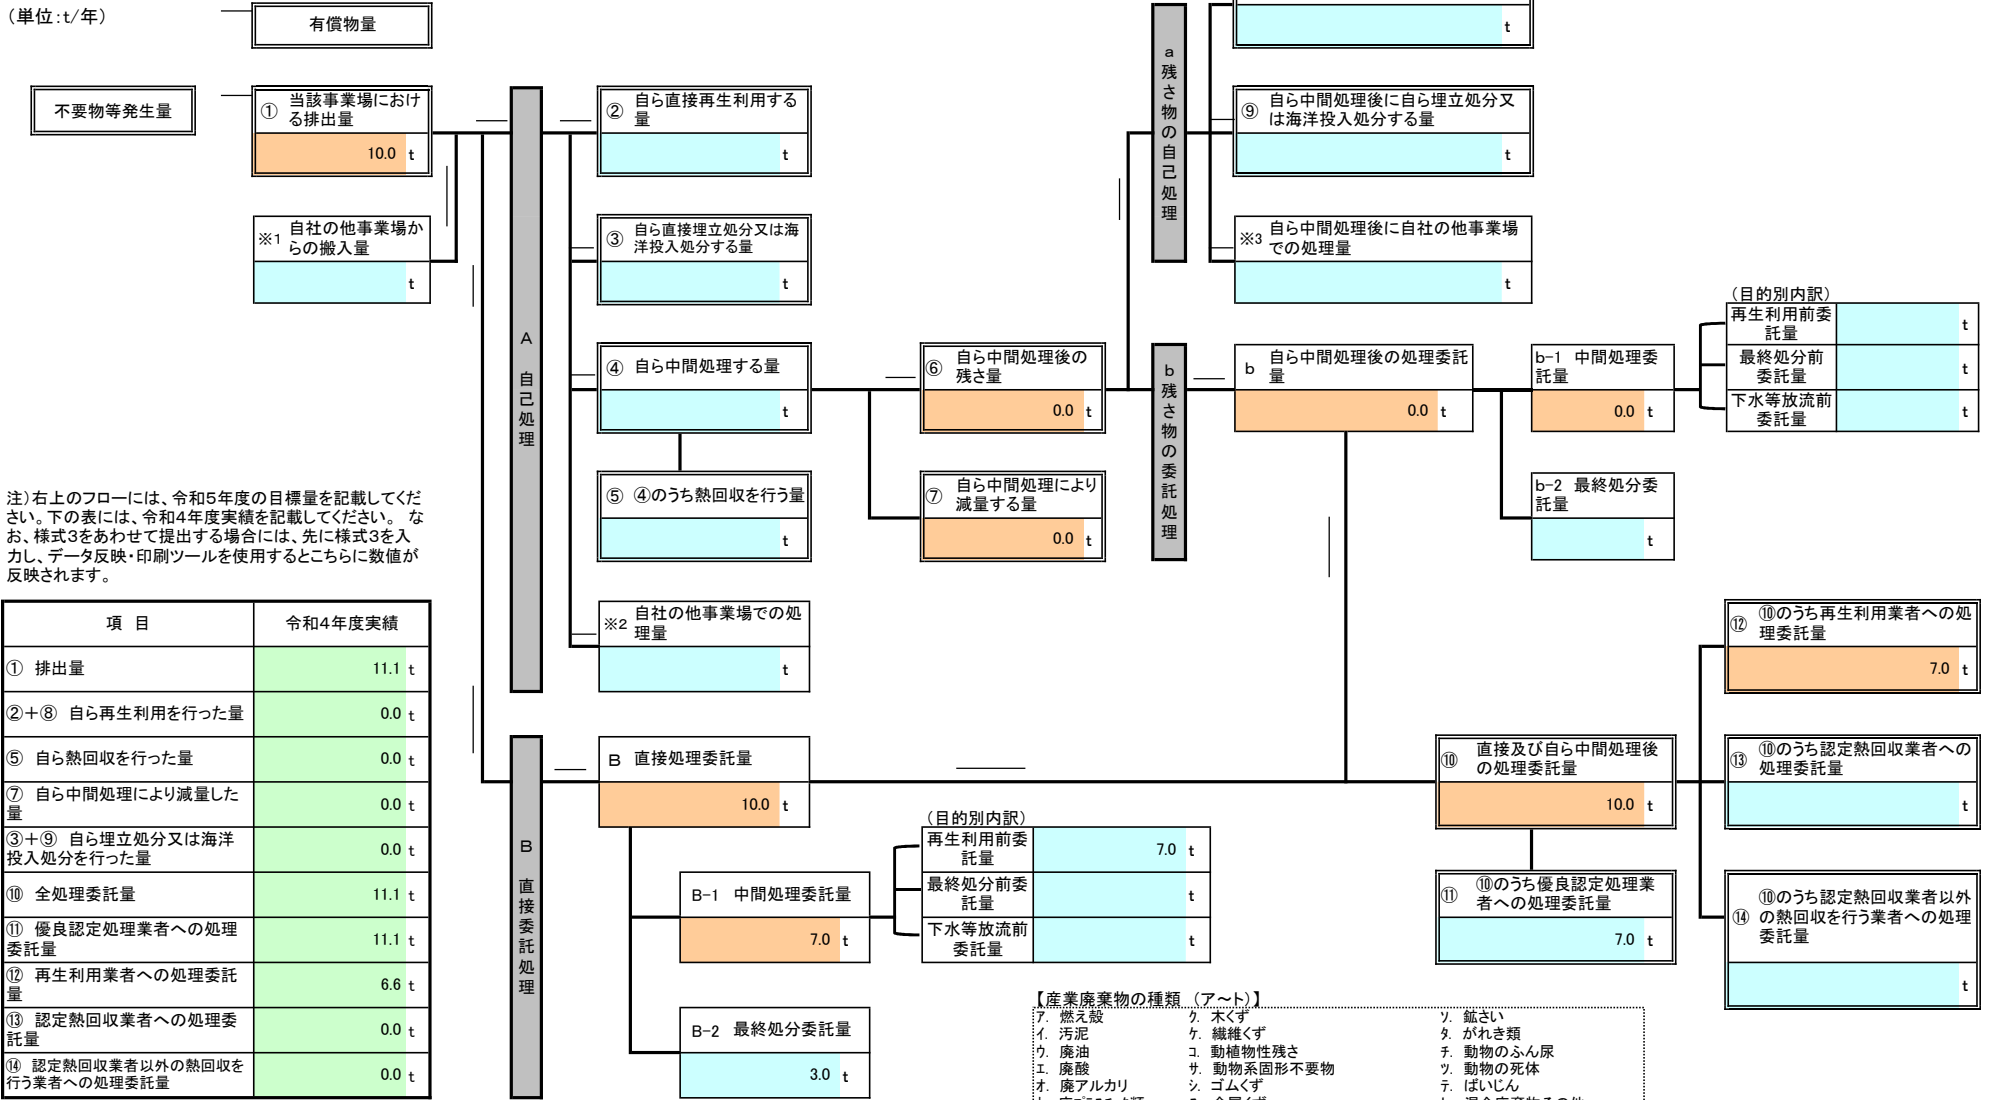 （単位:t/年）
有償物量
t
不要物等発生量
① 当該事業場におけ
る排出量
10.0 t
※1 自社の他事業場か
らの搬入量
t
A 自己処理
② 自ら直接再生利用する
量
t
③ 自ら直接埋立処分又は海
洋投入処分する量
t
④ 自ら中間処理する量
t
⑤ ④のうち熱回収を行う量
t
※2 自社の他事業場での処
理量
t
⑥ 自ら中間処理後の
残さ量
0.0 t
⑦ 自ら中間処理により
減量する量
0.0 t
a 残さ物の自己処理
⑨ 自ら中間処理後に自ら埋立処分又
は海洋投入処分する量
t
※3 自ら中間処理後に自社の他事業場
での処理量
t
b 残さ物の委託処理
b 自ら中間処理後の処理委託
量
0.0 t
b-1 中間処理委
託量
0.0 t
b-2 最終処分委
託量
t
（目的別内訳）
再生利用前委
託量
t
最終処分前
委託量
t
下水等放流前
委託量
t
注）右上のフローには、令和5年度の目標量を記載してくだ
さい。下の表には、令和4年度実績を記載してください。 な
お、様式3をあわせて提出する場合には、先に様式3を入
力し、データ反映・印刷ツールを使用するとこちらに数値が
反映されます。
項 目 令和4年度実績
① 排出量 11.1 t
②＋⑧ 自ら再生利用を行った量 0.0 t
⑤ 自ら熱回収を行った量 0.0 t
⑦ 自ら中間処理により減量した
量 0.0 t
③＋⑨ 自ら埋立処分又は海洋
投入処分を行った量 0.0 t
⑩ 全処理委託量 11.1 t
⑪ 優良認定処理業者への処理
委託量 11.1 t
⑫ 再生利用業者への処理委託
量 6.6 t
⑬ 認定熱回収業者への処理委
託量 0.0 t
⑭ 認定熱回収業者以外の熱回収を
行う業者への処理委託量 0.0 t
B 直接委託処理
B 直接処理委託量
10.0 t
B-1 中間処理委託量
7.0 t
B-2 最終処分委託量
3.0 t
（目的別内訳）
再生利用前委
託量
7.0 t
最終処分前委
託量
t
下水等放流前
委託量
t
⑩ 直接及び自ら中間処理後
の処理委託量
10.0 t
⑪ ⑩のうち優良認定処理業
者への処理委託量
7.0 t
⑫ ⑩のうち再生利用業者への処
理委託量
7.0 t
⑬ ⑩のうち認定熱回収業者への
処理委託量
t
⑭ ⑩のうち認定熱回収業者以外
の熱回収を行う業者への処理
委託量
t
【産業廃棄物の種類 （ア～ト）】
ア. 燃え殻 ク. 木くず ソ. 鉱さい
イ. 汚泥 ケ. 繊維くず タ. がれき類
ウ. 廃油 コ. 動植物性残さ チ. 動物のふん尿
エ. 廃酸 サ. 動物系固形不要物 ツ. 動物の死体
オ. 廃アルカリ シ. ゴムくず テ. ばいじん